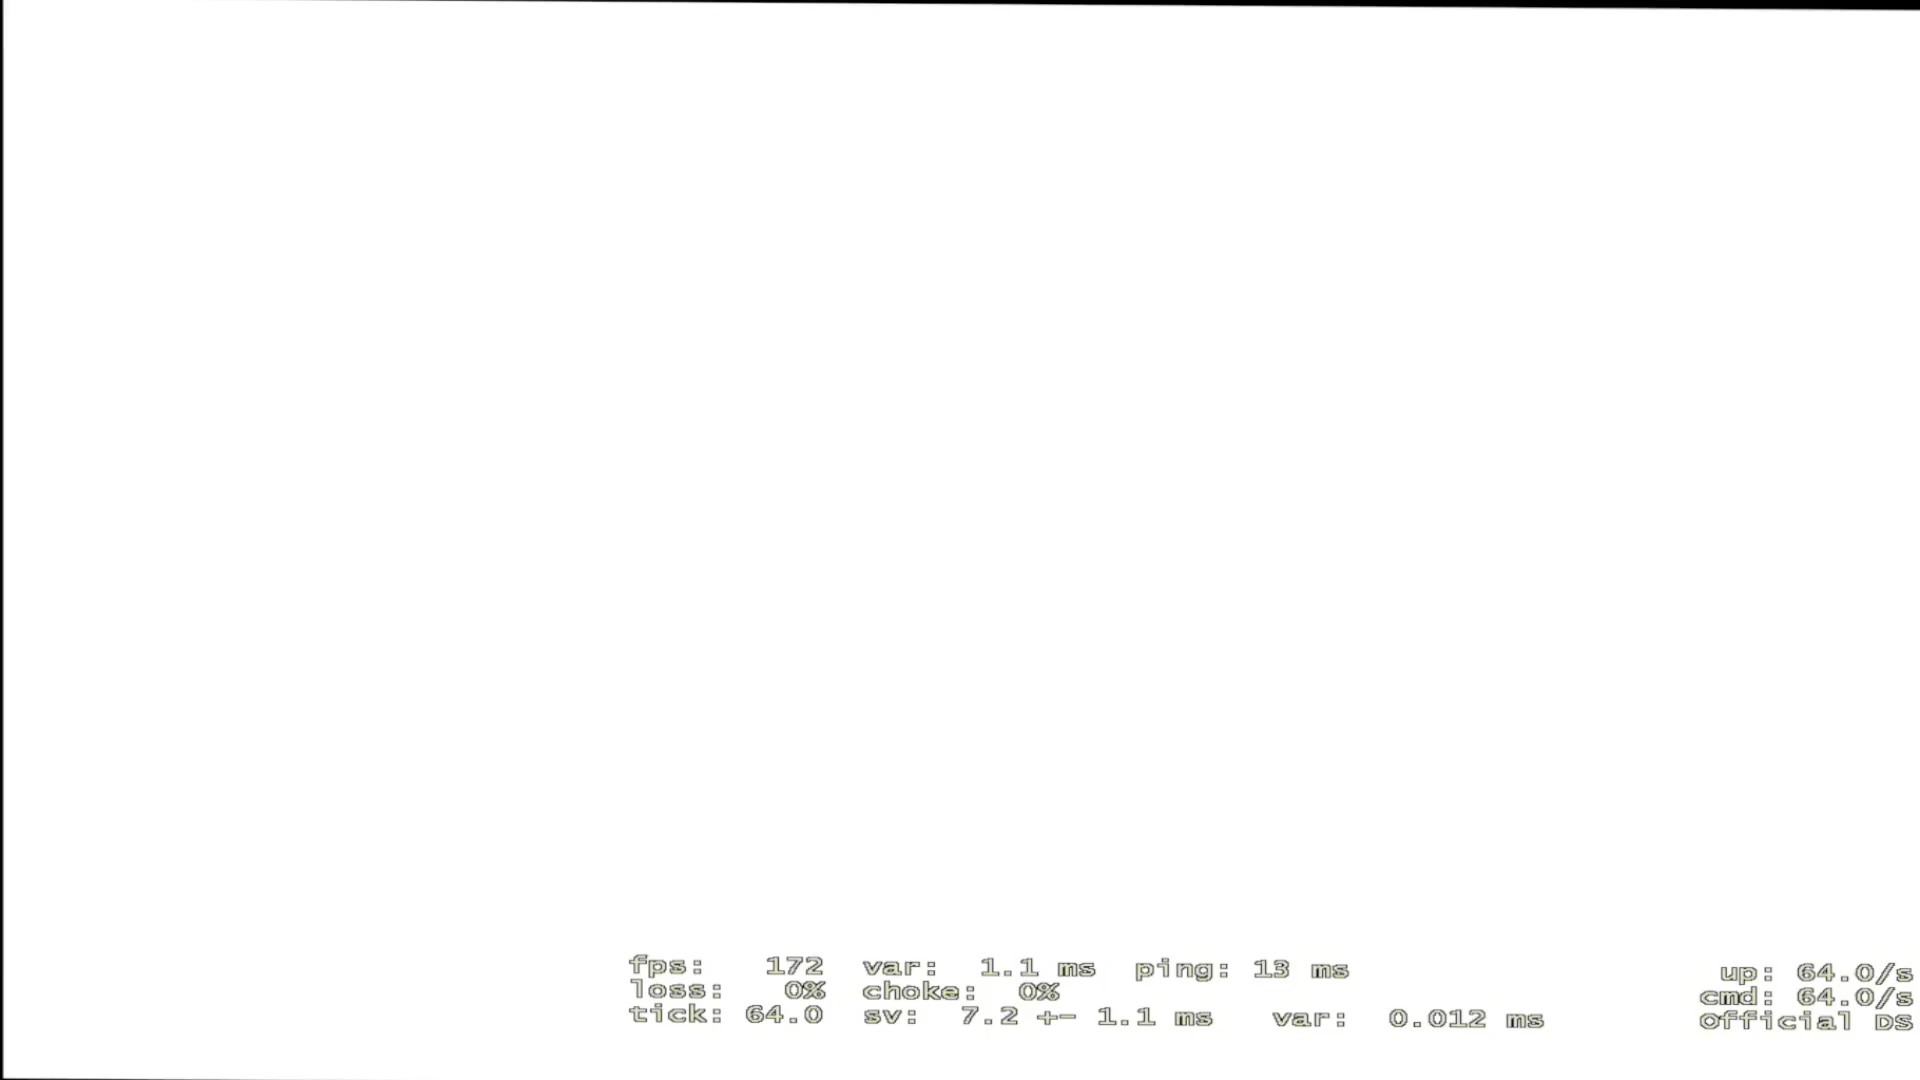 fps: 172 var: 1.1 ms ping: 13 ms
loss: 0% choke: 0%
tick: 64.0 sv: 7.2 +- 1.1 ms var: 0.012 ms
up: 64.0/s
cmd: 64.0/s
Official DS